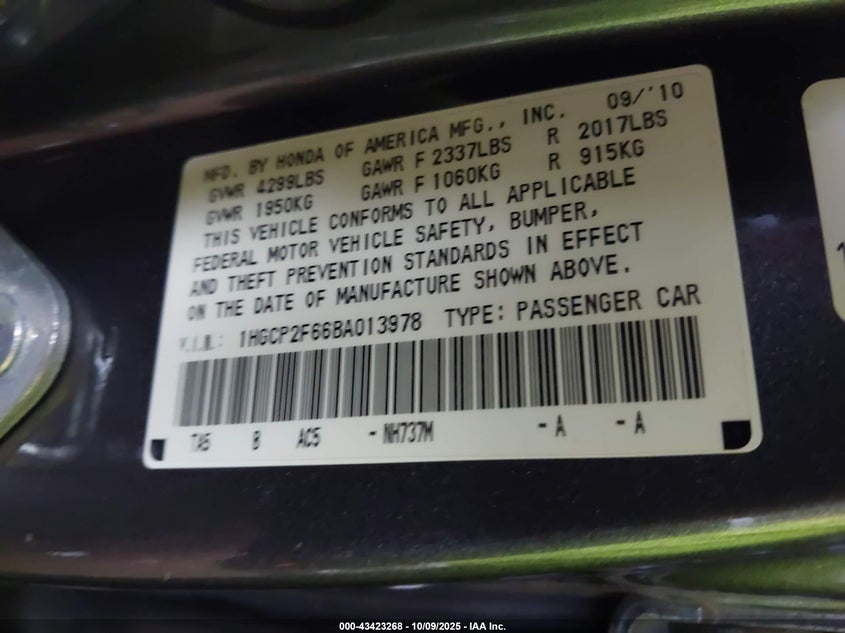 MFD. BY HONDA OF AMERICA MFG., INC. 09/'10
GVWR 4299LBS GAWR F 2337LBS R 2017LBS
GVWR 1950KG GAWR F 1060KG R 915KG
THIS VEHICLE CONFORMS TO ALL APPLICABLE
FEDERAL MOTOR VEHICLE SAFETY, BUMPER,
AND THEFT PREVENTION STANDARDS IN EFFECT
ON THE DATE OF MANUFACTURE SHOWN ABOVE.
V.I.N.: 1HGCP2F66BA013978 TYPE: PASSENGER CAR
TA5 B AC5 - NH737M - A - A
000-43423268 - 10/09/2025 - IAA Inc.